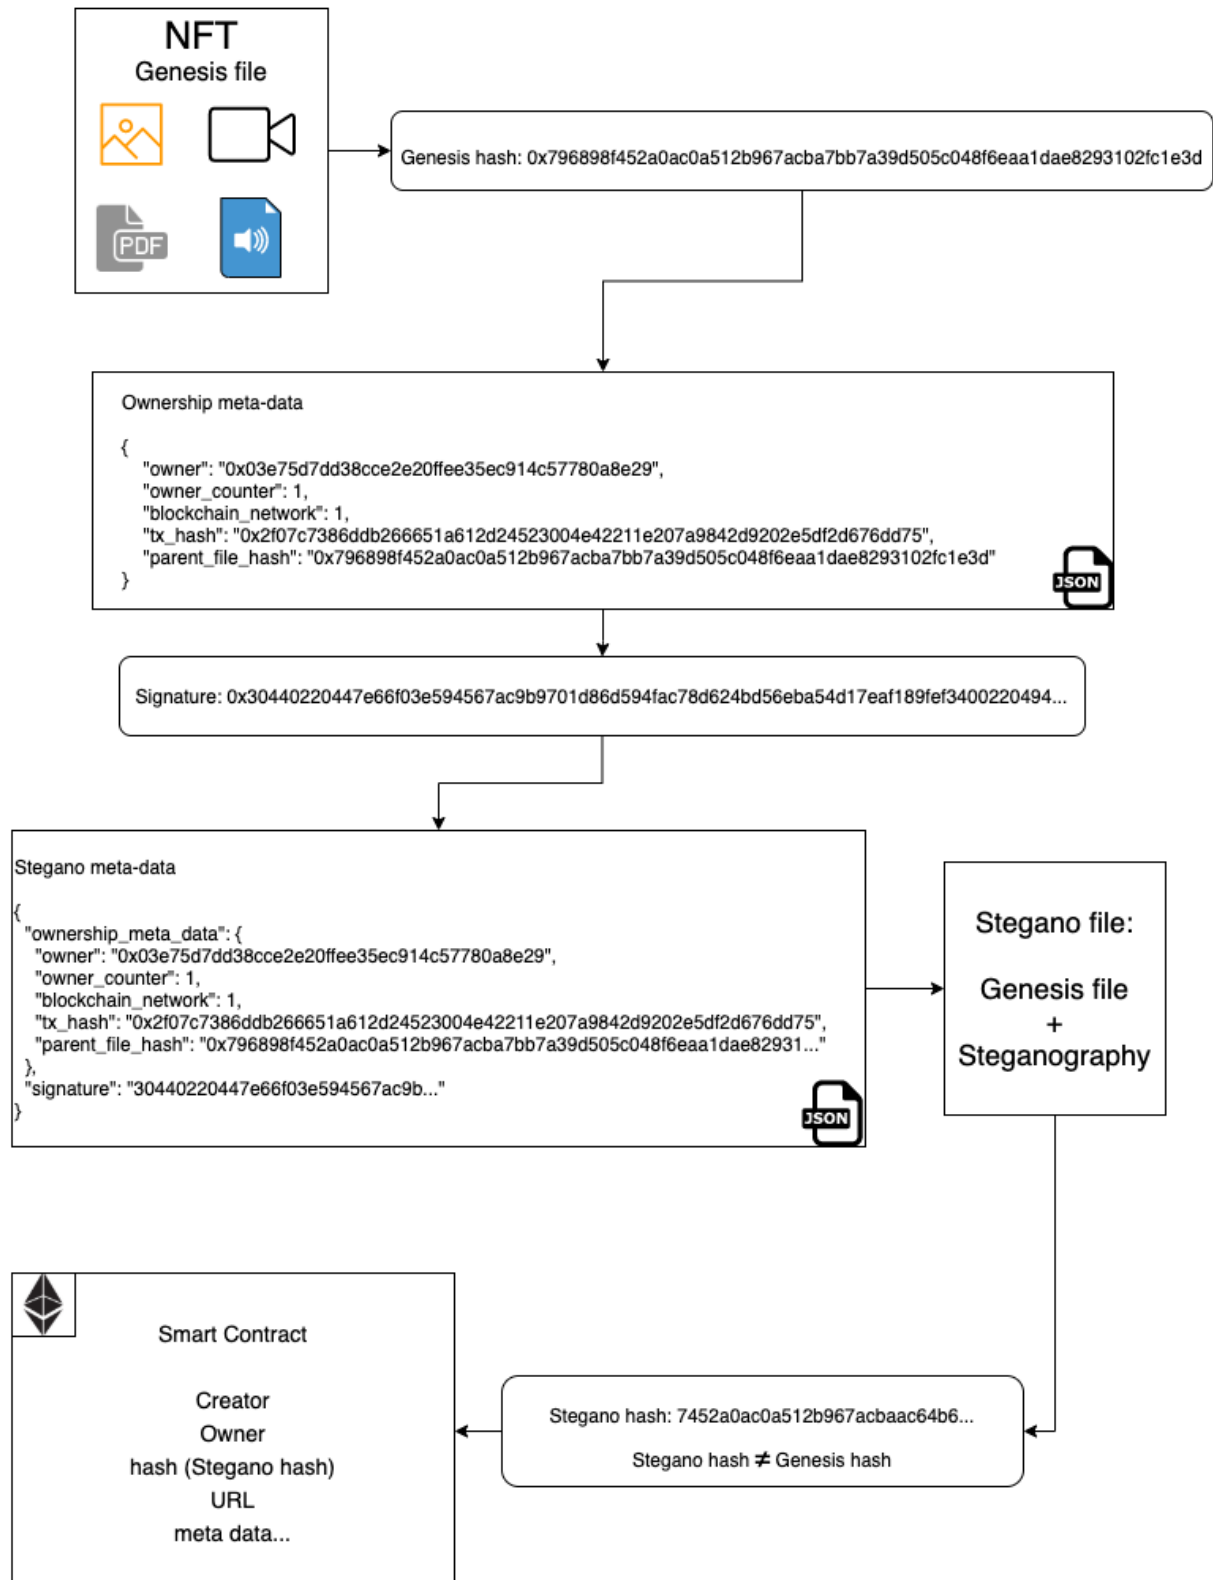 NFT
Genesis file
PDF
Genesis hash: 0x796898f452a0ac0a512b967acba7bb7a39d505c048f6eaa1dae8293102fc1e3d
Ownership meta-data
{
"owner": "0x03e75d7dd38cce2e20ffee35ec914c57780a8e29",
"owner_counter": 1,
"blockchain_network": 1,
"tx_hash": "0x2f07c7386ddb266651a612d24523004e42211e207a9842d9202e5df2d676dd75",
"parent_file_hash": "0x796898f452a0ac0a512b967acba7bb7a39d505c048f6eaa1dae8293102fc1e3d"
}
JSON
Signature: 0x30440220447e66f03e594567ac9b9701d86d594fac78d624bd56eba54d17eaf189fef3400220494...
Stegano meta-data
{
"ownership_meta_data": {
"owner": "0x03e75d7dd38cce2e20ffee35ec914c57780a8e29",
"owner_counter": 1,
"blockchain_network": 1,
"tx_hash": "0x2f07c7386ddb266651a612d24523004e42211e207a9842d9202e5df2d676dd75",
"parent_file_hash": "0x796898f452a0ac0a512b967acba7bb7a39d505c048f6eaa1dae82931..."
},
"signature": "30440220447e66f03e594567ac9b..."
}
JSON
Stegano file:
Genesis file
+
Steganography
Stegano hash: 7452a0ac0a512b967acbaac64b6...
Stegano hash ≠ Genesis hash
Smart Contract
Creator
Owner
hash (Stegano hash)
URL
meta data...